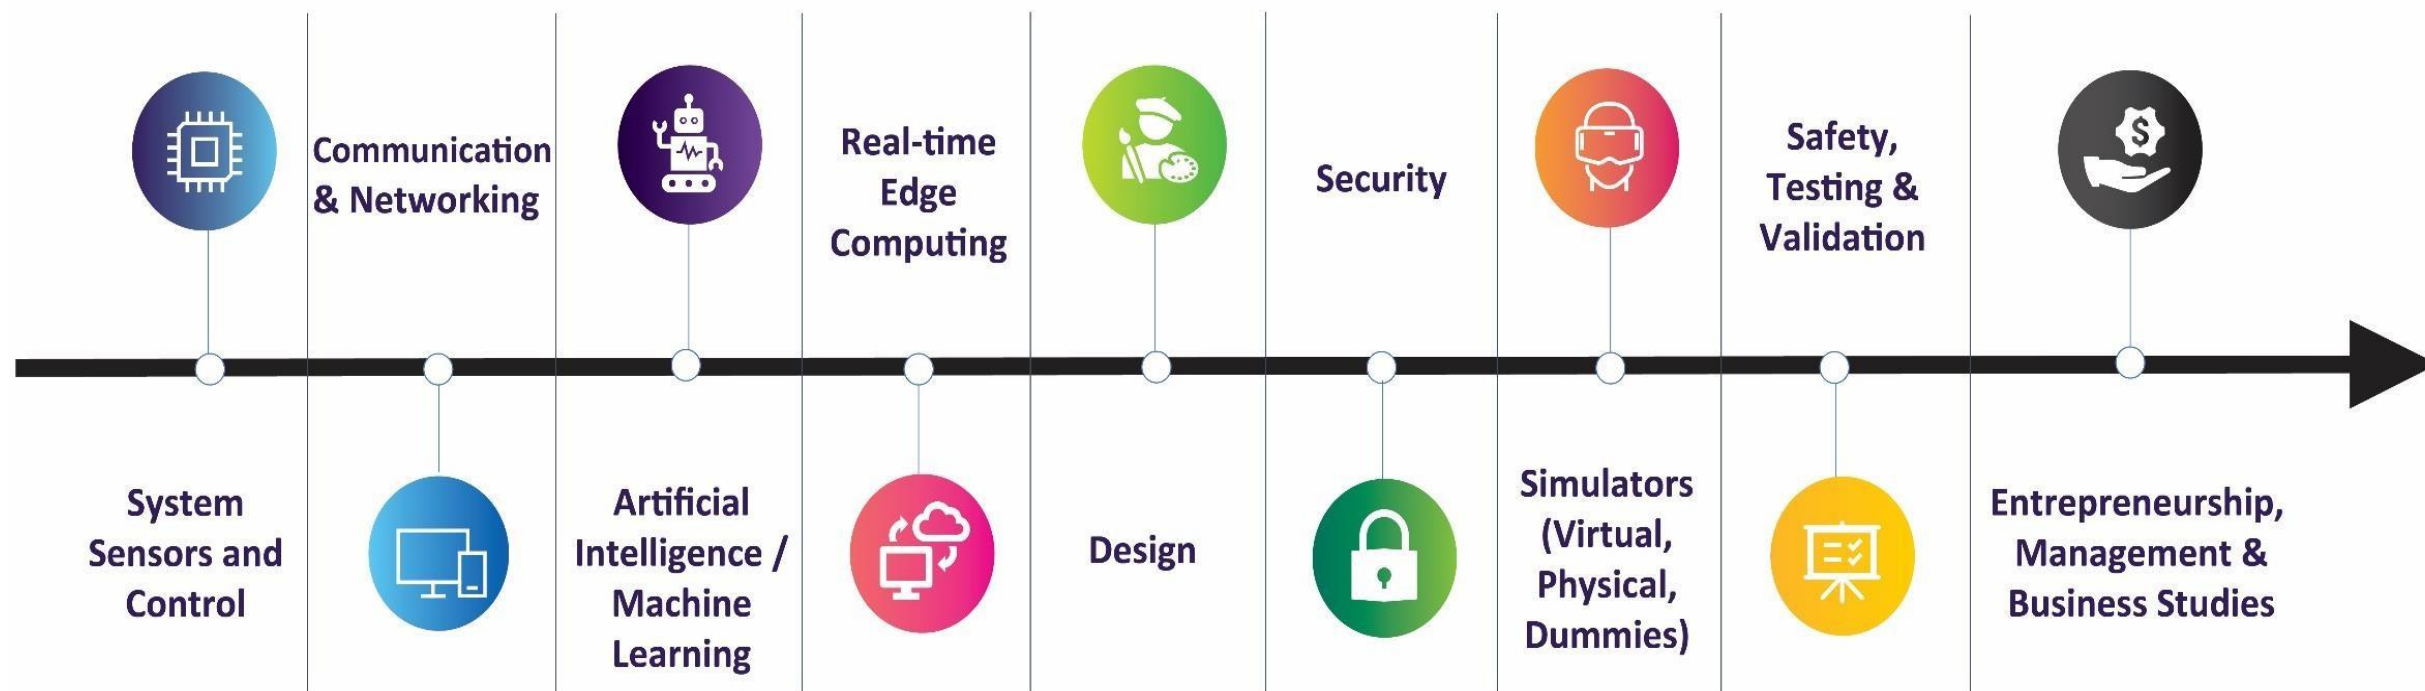 System
Sensors and
Control
Communication
& Networking
Artificial
Intelligence /
Machine
Learning
Real-time
Edge
Computing
Design
Security
Simulators
(Virtual,
Physical,
Dummies)
Safety,
Testing &
Validation
$
Entrepreneurship,
Management &
Business Studies